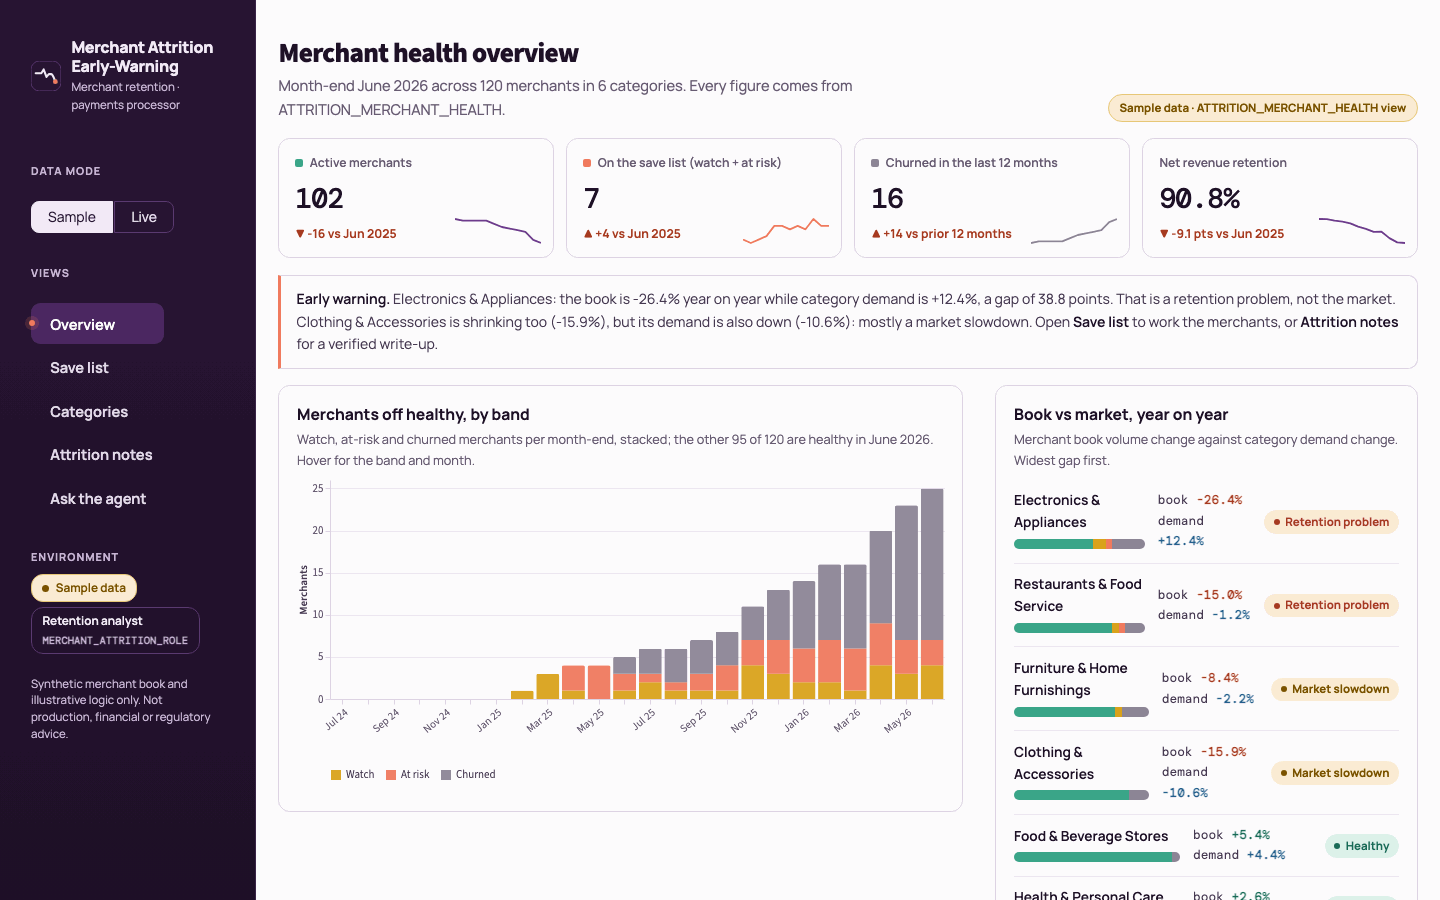 Merchant Attrition
Early-Warning
Merchant retention ·
payments processor
DATA MODE
Sample
Live
VIEWS
Overview
Save list
Categories
Attrition notes
Ask the agent
ENVIRONMENT
Sample data
Retention analyst
MERCHANT_ATTRITION_ROLE
Synthetic merchant book and
illustrative logic only. Not
production, financial or regulatory
advice.
Merchant health overview
Month-end June 2026 across 120 merchants in 6 categories. Every figure comes from
ATTRITION_MERCHANT_HEALTH.
Sample data · ATTRITION_MERCHANT_HEALTH view
Active merchants
102
▼ -16 vs Jun 2025
On the save list (watch + at risk)
7
▲ +4 vs Jun 2025
Churned in the last 12 months
16
▲ +14 vs prior 12 months
Net revenue retention
90.8%
▼ -9.1 pts vs Jun 2025
Early warning. Electronics & Appliances: the book is -26.4% year on year while category demand is +12.4%, a gap of 38.8 points. That is a retention problem, not the market.
Clothing & Accessories is shrinking too (-15.9%), but its demand is also down (-10.6%): mostly a market slowdown. Open Save list to work the merchants, or Attrition notes
for a verified write-up.
Merchants off healthy, by band
Watch, at-risk and churned merchants per month-end, stacked; the other 95 of 120 are healthy in June 2026.
Hover for the band and month.
Merchants
25
20
15
10
5
0
Jul 24
Sep 24
Nov 24
Jan 25
Mar 25
May 25
Jul 25
Sep 25
Nov 25
Jan 26
Mar 26
May 26
Watch
At risk
Churned
Book vs market, year on year
Merchant book volume change against category demand change.
Widest gap first.
Electronics &
Appliances
book -26.4%
demand
+12.4%
Retention problem
Restaurants & Food
Service
book -15.0%
demand -1.2%
Retention problem
Furniture & Home
Furnishings
book -8.4%
demand -2.2%
Market slowdown
Clothing &
Accessories
book -15.9%
demand
-10.6%
Market slowdown
Food & Beverage Stores
book +5.4%
demand +4.4%
Healthy
Health & Personal Care
book +2.6%